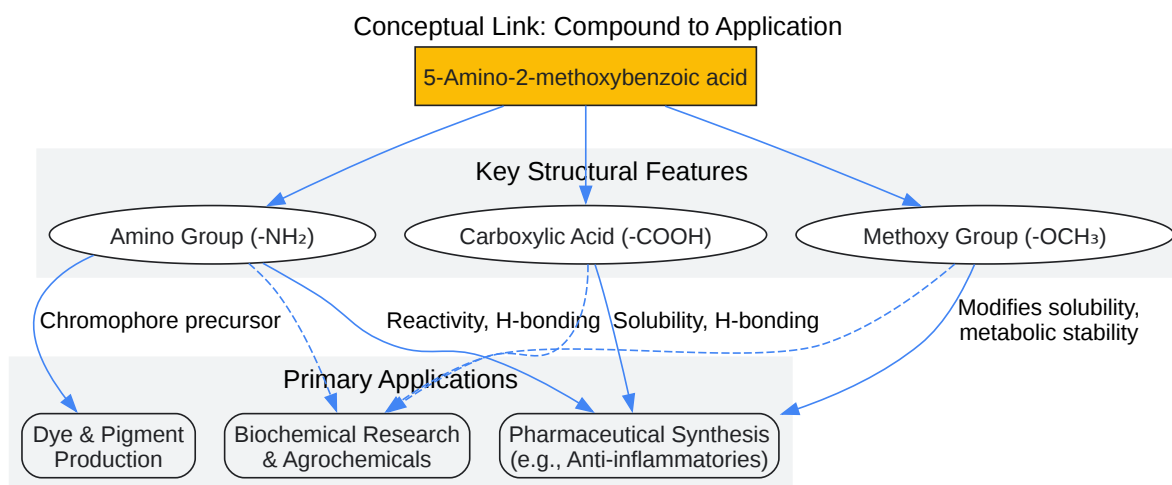 Conceptual Link: Compound to Application
5-Amino-2-methoxybenzoic acid
Key Structural Features
Amino Group (-NH₂)
Carboxylic Acid (-COOH)
Methoxy Group (-OCH₃)
Chromophore precursor
Reactivity, H-bonding
Solubility, H-bonding
Modifies solubility,
metabolic stability
Primary Applications
Dye & Pigment
Production
Biochemical Research
& Agrochemicals
Pharmaceutical Synthesis
(e.g., Anti-inflammatories)